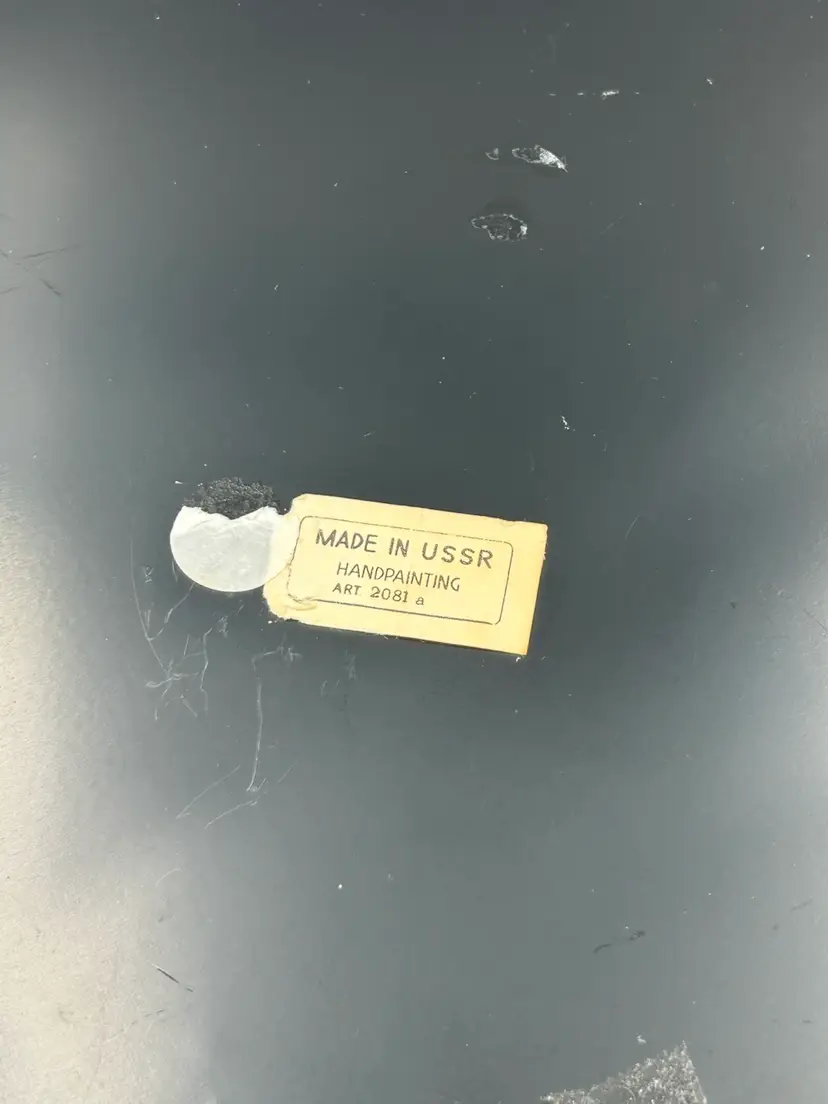 MADE IN USSR
HANDPAINTING
ART. 2081 a